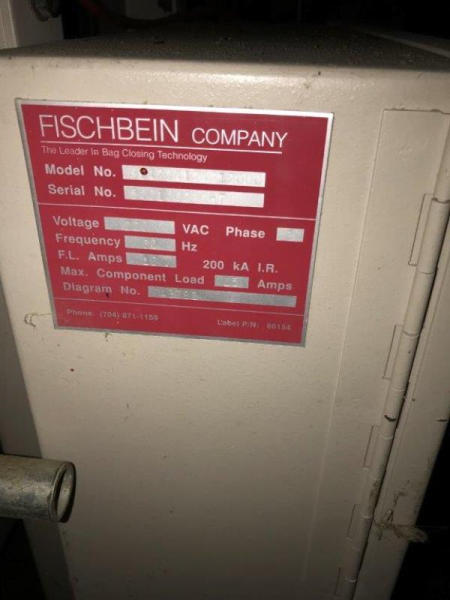 FISCHBEIN COMPANY
The Leader in Bag Closing Technology
Model No.
Serial No.
Voltage VAC Phase
Frequency Hz
F.L. Amps 200 kA I.R.
Max. Component Load Amps
Diagram No.
Phone: (704) 871-1159 Label P/N: 60154